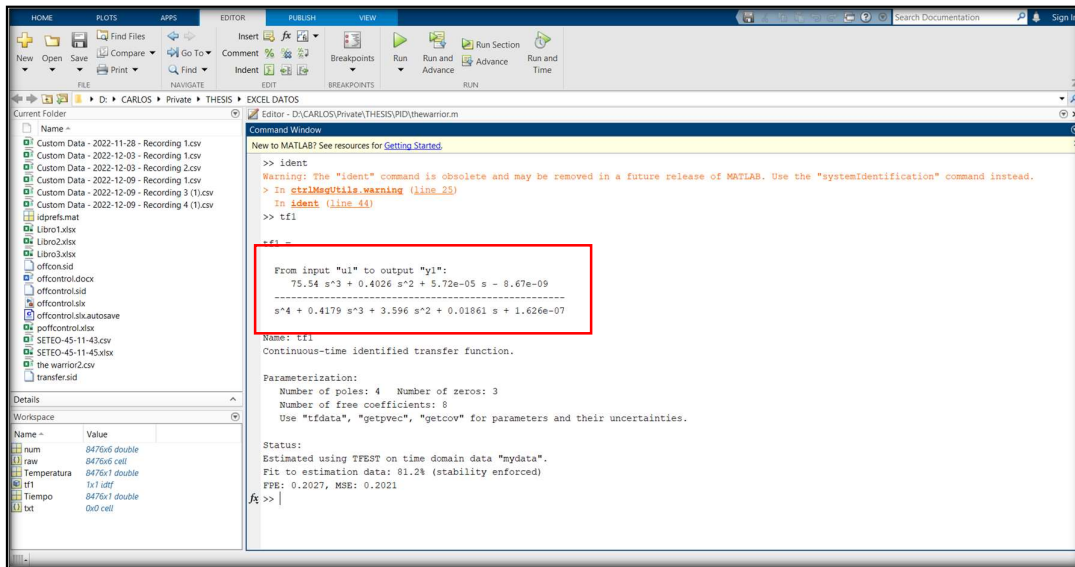 HOME PLOTS APPS EDITOR PUBLISH VIEW
Search Documentation Sign In
New Open Save
Find Files
Compare
Print
Go To
Find
Insert fx
Comment %
Indent
Breakpoints
Run
Run and Advance
Run Section
Advance
Run and Time
FILE NAVIGATE EDIT BREAKPOINTS RUN
D: CARLOS Private THESIS EXCEL DATOS
Current Folder
Name
Custom Data - 2022-11-28 - Recording 1.csv
Custom Data - 2022-12-03 - Recording 1.csv
Custom Data - 2022-12-03 - Recording 2.csv
Custom Data - 2022-12-09 - Recording 1.csv
Custom Data - 2022-12-09 - Recording 3 (1).csv
Custom Data - 2022-12-09 - Recording 4 (1).csv
idprefs.mat
Libro1.xlsx
Libro2.xlsx
Libro3.xlsx
offcon.sid
offcontrol.docx
offcontrol.sid
offcontrol.slx
offcontrol.slx.autosave
poffcontrol.xlsx
SETEO-45-11-43.csv
SETEO-45-11-45.xlsx
the warrior2.csv
transfer.sid
Details
Workspace
Name Value
num 8476x6 double
raw 8476x6 cell
Temperatura 8476x1 double
tf1 1x1 idtf
Tiempo 8476x1 double
txt 0x0 cell
Editor - D:\CARLOS\Private\THESIS\PID\thewarrior.m
Command Window
New to MATLAB? See resources for Getting Started.
>> ident
Warning: The "ident" command is obsolete and may be removed in a future release of MATLAB. Use the "systemIdentification" command instead.
> In ctrlMsgUtils.warning (line 25)
In ident (line 44)
>> tf1
tf1 =
From input "u1" to output "y1":
75.54 s^3 + 0.4026 s^2 + 5.72e-05 s - 8.67e-09
------------------------------------------------------
s^4 + 0.4179 s^3 + 3.596 s^2 + 0.01861 s + 1.626e-07
Name: tf1
Continuous-time identified transfer function.
Parameterization:
Number of poles: 4 Number of zeros: 3
Number of free coefficients: 8
Use "tfdata", "getpvec", "getcov" for parameters and their uncertainties.
Status:
Estimated using TFEST on time domain data "mydata".
Fit to estimation data: 81.2% (stability enforced)
FPE: 0.2027, MSE: 0.2021
fx >>